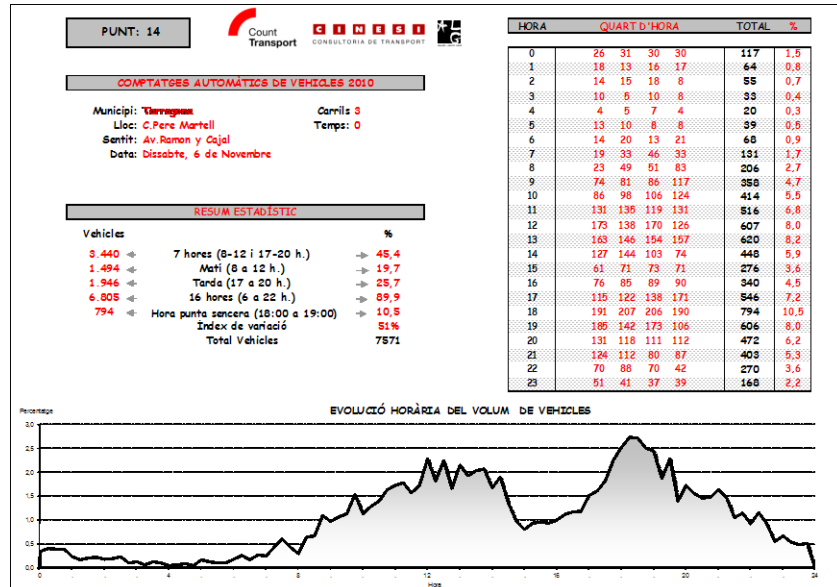 PUNT: 14
Count
Transport
CINESI
CONSULTORIA DE TRANSPORT
COMPTATGES AUTOMÀTICS DE VEHICLES 2010
Municipi: Tarragona Carrils 3
Lloc: C.Pere Martell Temps: 0
Sentit: Av.Ramon y Cajal
Data: Dissabte, 6 de Novembre
RESUM ESTADÍSTIC
Vehicles %
3.440 7 hores (8-12 i 17-20 h.) 45,4
1.494 Matí (8 a 12 h.) 19,7
1.946 Tarda (17 a 20 h.) 25,7
6.805 16 hores (6 a 22 h.) 89,9
794 Hora punta sencera (18:00 a 19:00) 10,5
Índex de variació 51%
Total Vehicles 7571
HORA QUART D'HORA TOTAL %
0 26 31 30 30 117 1,5
1 18 13 16 17 64 0,8
2 14 15 18 8 55 0,7
3 10 5 10 8 33 0,4
4 4 5 7 4 20 0,3
5 13 10 8 8 39 0,5
6 14 20 13 21 68 0,9
7 19 33 46 33 131 1,7
8 23 49 51 83 206 2,7
9 74 81 86 117 358 4,7
10 86 98 106 124 414 5,5
11 131 135 119 131 516 6,8
12 173 138 170 126 607 8,0
13 163 146 154 157 620 8,2
14 127 144 103 74 448 5,9
15 61 71 73 71 276 3,6
16 76 85 89 90 340 4,5
17 115 122 138 171 546 7,2
18 191 207 206 190 794 10,5
19 185 142 173 106 606 8,0
20 131 118 111 112 472 6,2
21 124 112 80 87 403 5,3
22 70 88 70 42 270 3,6
23 51 41 37 39 168 2,2
EVOLUCIÓ HORÀRIA DEL VOLUM DE VEHICLES
Percentatge
3,0
2,5
2,0
1,5
1,0
0,5
0,0
0 4 8 12 16 20 24
Hora